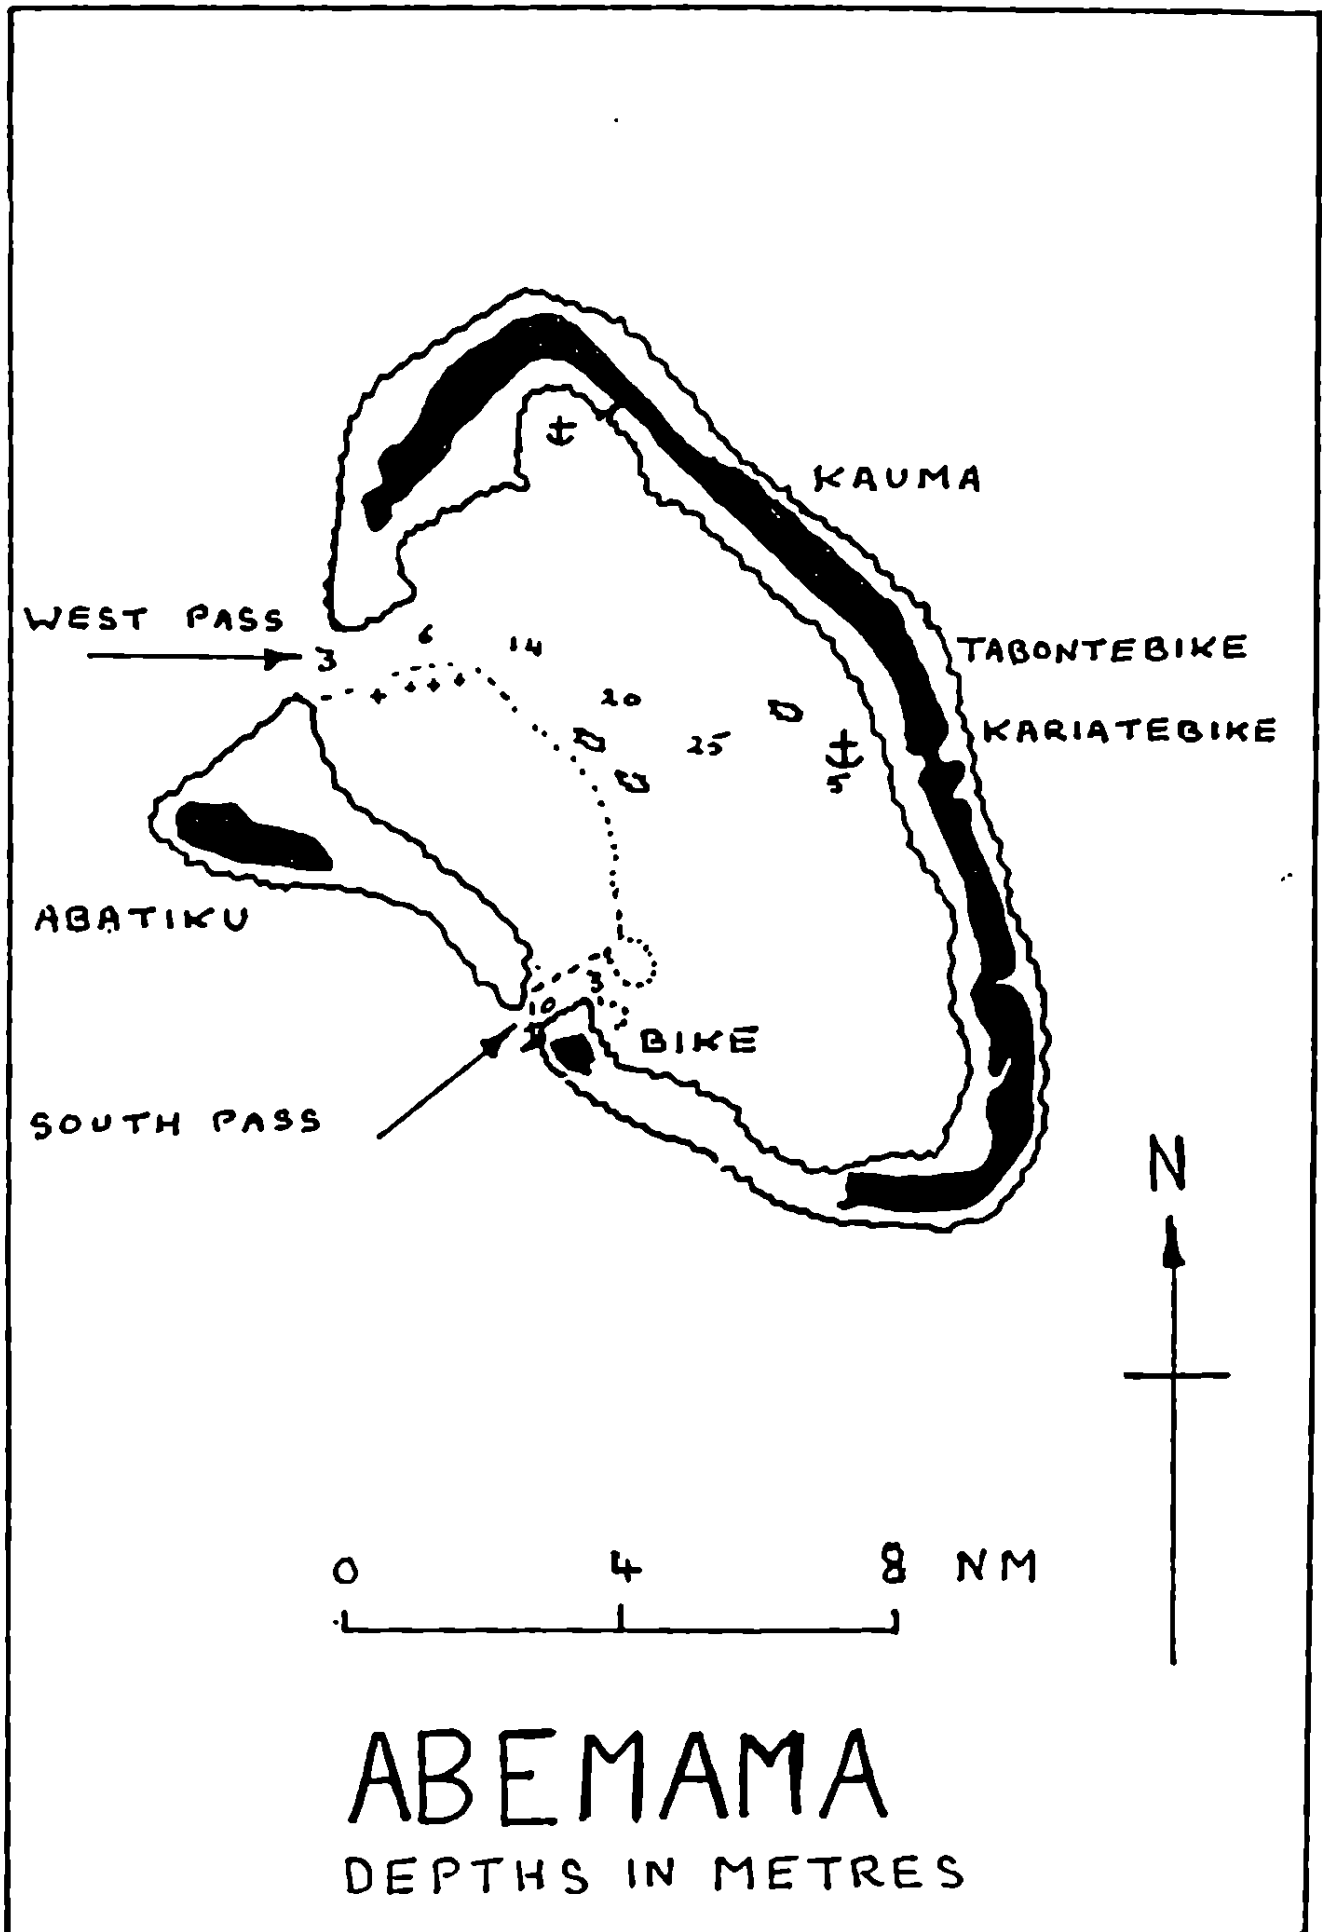 KAUMA
WEST PASS
6
3
14
TABONTEBIKE
20
25
KARIATEBIKE
5
ABATIKU
3
10
BIKE
SOUTH PASS
N
0 4 8 NM
ABEMAMA
DEPTHS IN METRES